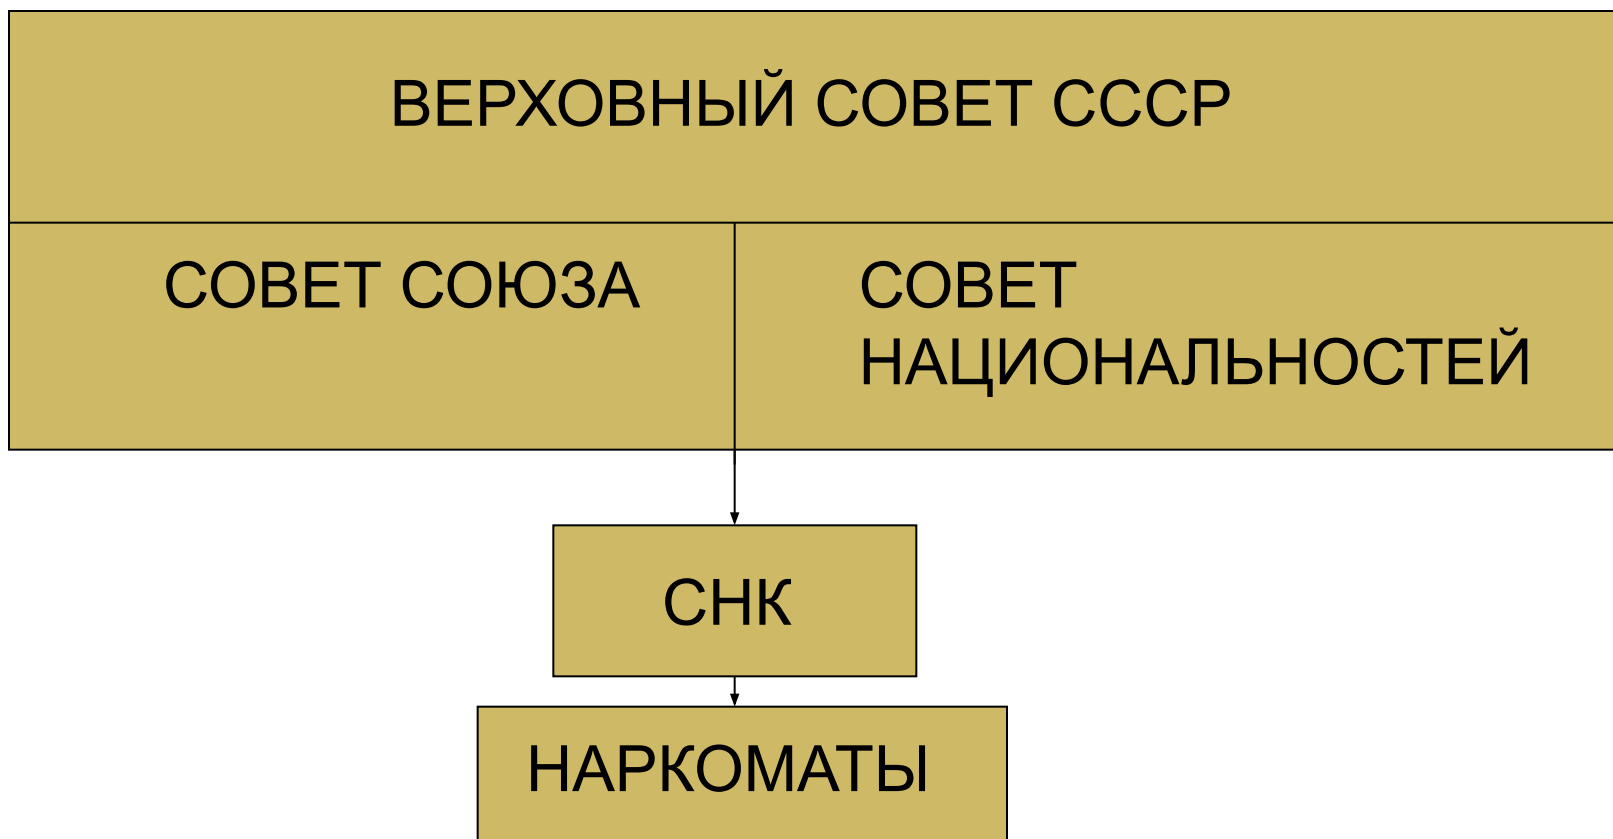 ВЕРХОВНЫЙ СОВЕТ СССР
СОВЕТ СОЮЗА
СОВЕТ
НАЦИОНАЛЬНОСТЕЙ
СНК
НАРКОМАТЫ